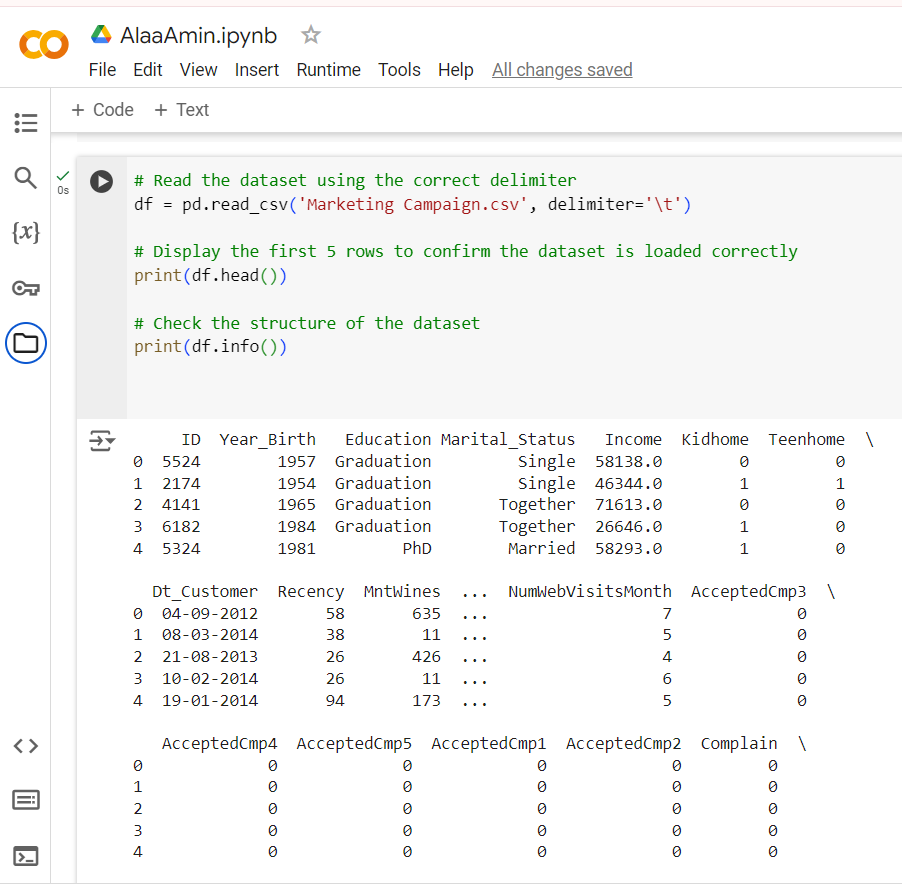 AlaaAmin.ipynb
File Edit View Insert Runtime Tools Help All changes saved
+ Code + Text
{x}
0s
# Read the dataset using the correct delimiter
df = pd.read_csv('Marketing Campaign.csv', delimiter='\t')
# Display the first 5 rows to confirm the dataset is loaded correctly
print(df.head())
# Check the structure of the dataset
print(df.info())
ID Year_Birth Education Marital_Status Income Kidhome Teenhome \
0 5524 1957 Graduation Single 58138.0 0 0
1 2174 1954 Graduation Single 46344.0 1 1
2 4141 1965 Graduation Together 71613.0 0 0
3 6182 1984 Graduation Together 26646.0 1 0
4 5324 1981 PhD Married 58293.0 1 0
Dt_Customer Recency MntWines ... NumWebVisitsMonth AcceptedCmp3 \
0 04-09-2012 58 635 ... 7 0
1 08-03-2014 38 11 ... 5 0
2 21-08-2013 26 426 ... 4 0
3 10-02-2014 26 11 ... 6 0
4 19-01-2014 94 173 ... 5 0
AcceptedCmp4 AcceptedCmp5 AcceptedCmp1 AcceptedCmp2 Complain \
0 0 0 0 0 0
1 0 0 0 0 0
2 0 0 0 0 0
3 0 0 0 0 0
4 0 0 0 0 0